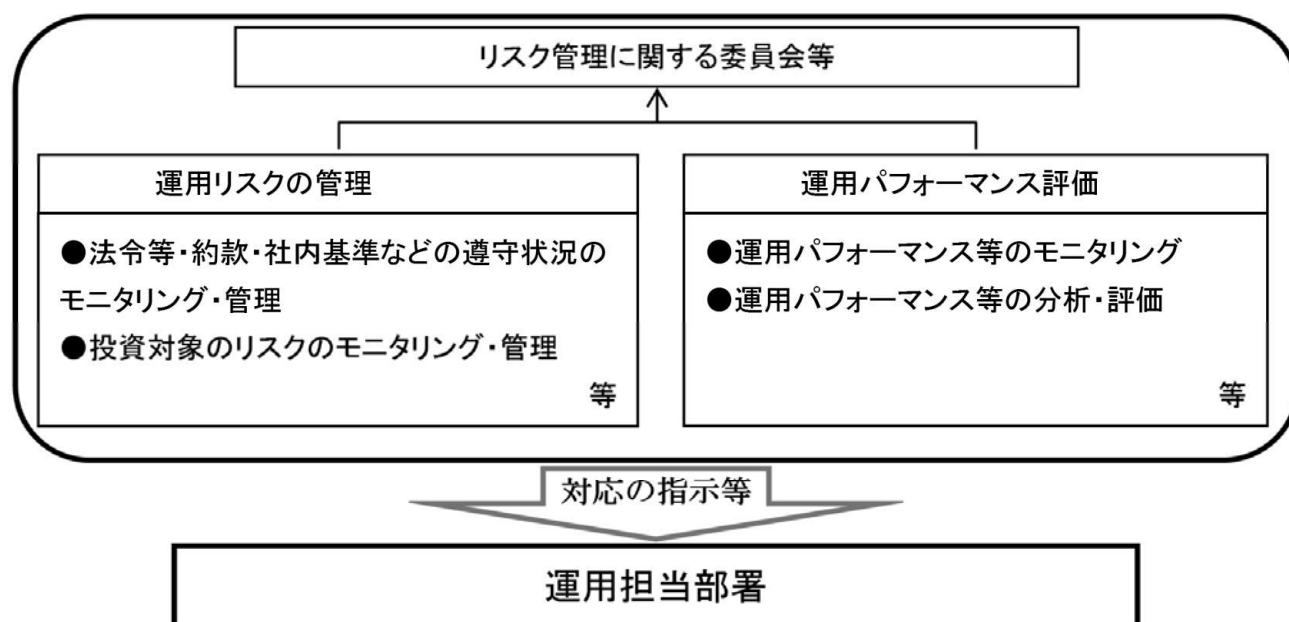 リスク管理に関する委員会等
運用リスクの管理
●法令等・約款・社内基準などの遵守状況の
モニタリング・管理
●投資対象のリスクのモニタリング・管理
等
運用パフォーマンス評価
●運用パフォーマンス等のモニタリング
●運用パフォーマンス等の分析・評価
等
対応の指示等
運用担当部署